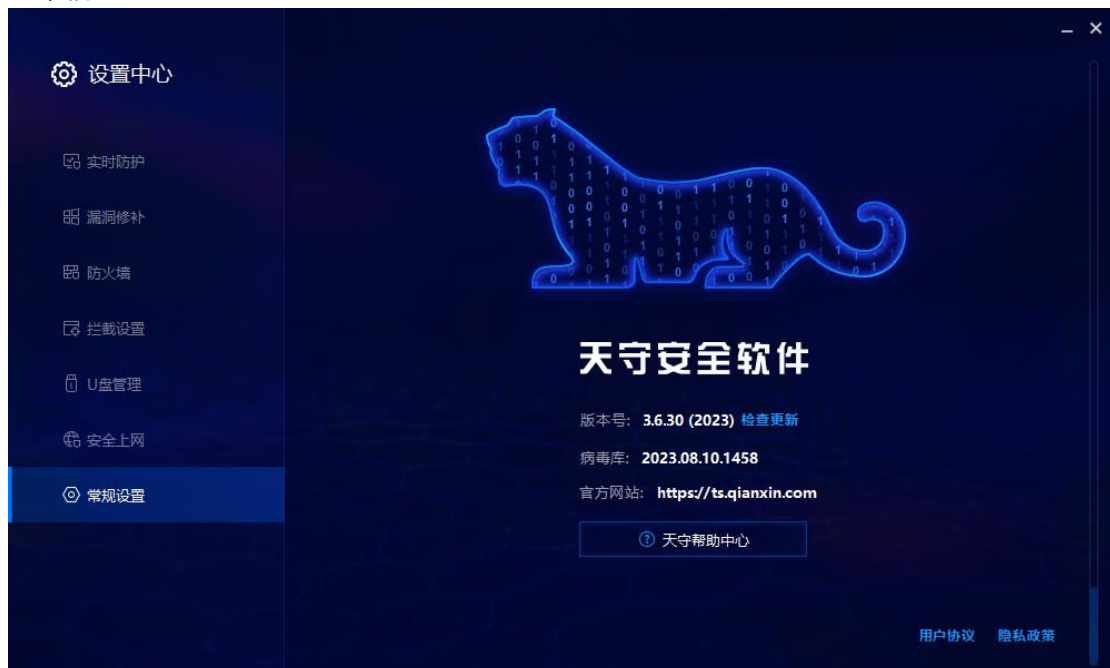 设置中心
实时防护
漏洞修补
防火墙
拦截设置
U盘管理
安全上网
常规设置
天守安全软件
版本号: 3.6.30 (2023) 检查更新
病毒库: 2023.08.10.1458
官方网站: https://ts.qianxin.com
天守帮助中心
用户协议 隐私政策